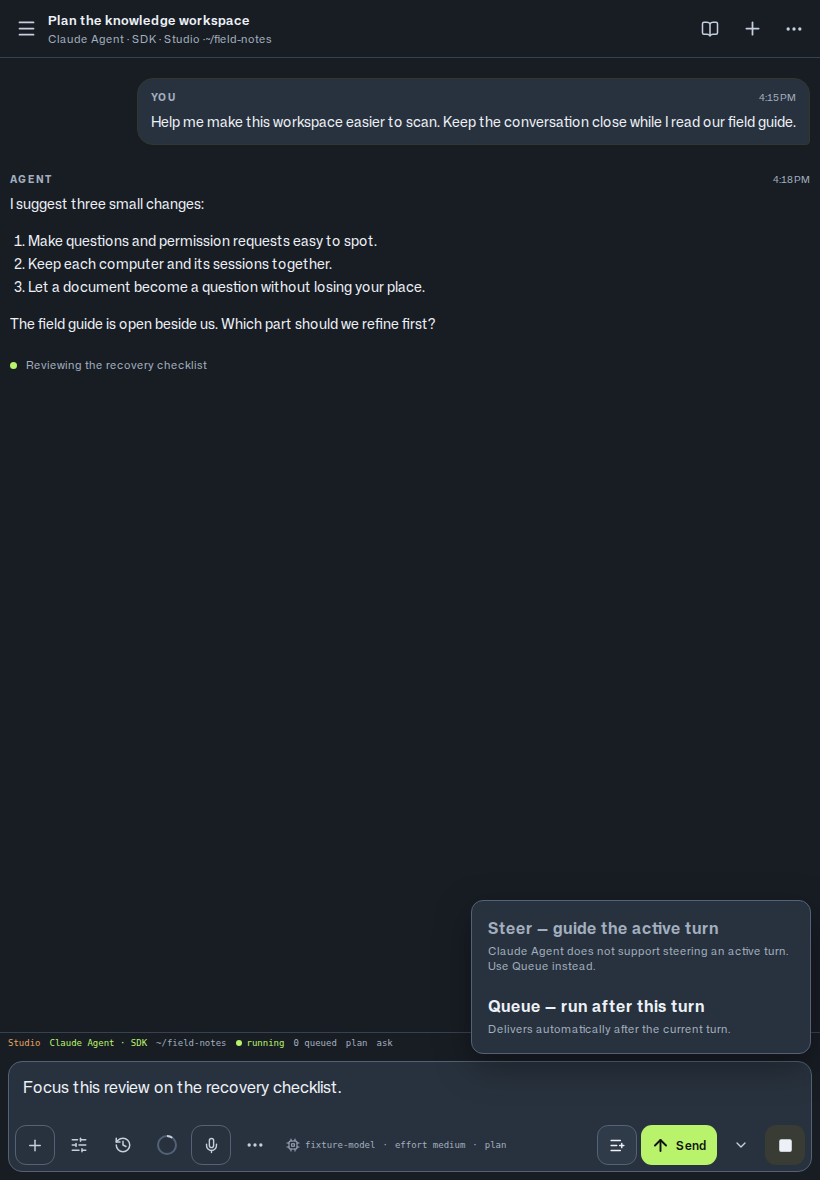 Plan the knowledge workspace
Claude Agent · SDK · Studio · ~/field-notes
YOU 4:15 PM
Help me make this workspace easier to scan. Keep the conversation close while I read our field guide.
AGENT 4:18 PM
I suggest three small changes:
1. Make questions and permission requests easy to spot.
2. Keep each computer and its sessions together.
3. Let a document become a question without losing your place.
The field guide is open beside us. Which part should we refine first?
Reviewing the recovery checklist
Steer — guide the active turn
Claude Agent does not support steering an active turn.
Use Queue instead.
Queue — run after this turn
Delivers automatically after the current turn.
Studio Claude Agent · SDK ~/field-notes running 0 queued plan ask
Focus this review on the recovery checklist.
fixture-model · effort medium · plan
Send